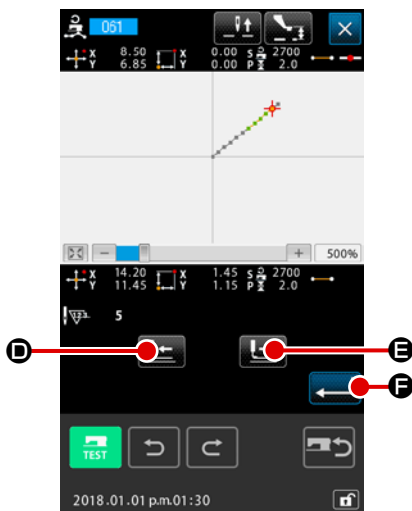 061
X 8.50 X 0.00 S 2700
Y 6.85 Y 0.00 P 2.0
500%
X 14.20 X 1.45 S 2700
Y 11.45 Y 1.15 P 2.0
123 5
D E
F
TEST
2018.01.01 p.m.01:30